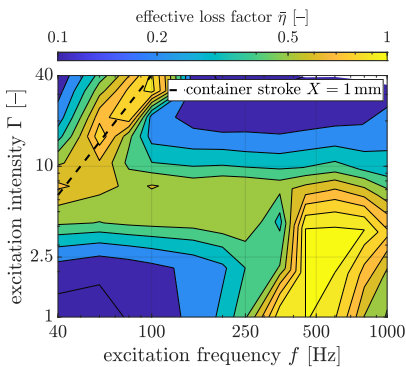 effective loss factor η̄ [–]
0.1 0.2 0.5 1
container stroke X = 1 mm
excitation intensity Γ [–]
40
10
2.5
1
40 100 250 500 1000
excitation frequency f [Hz]